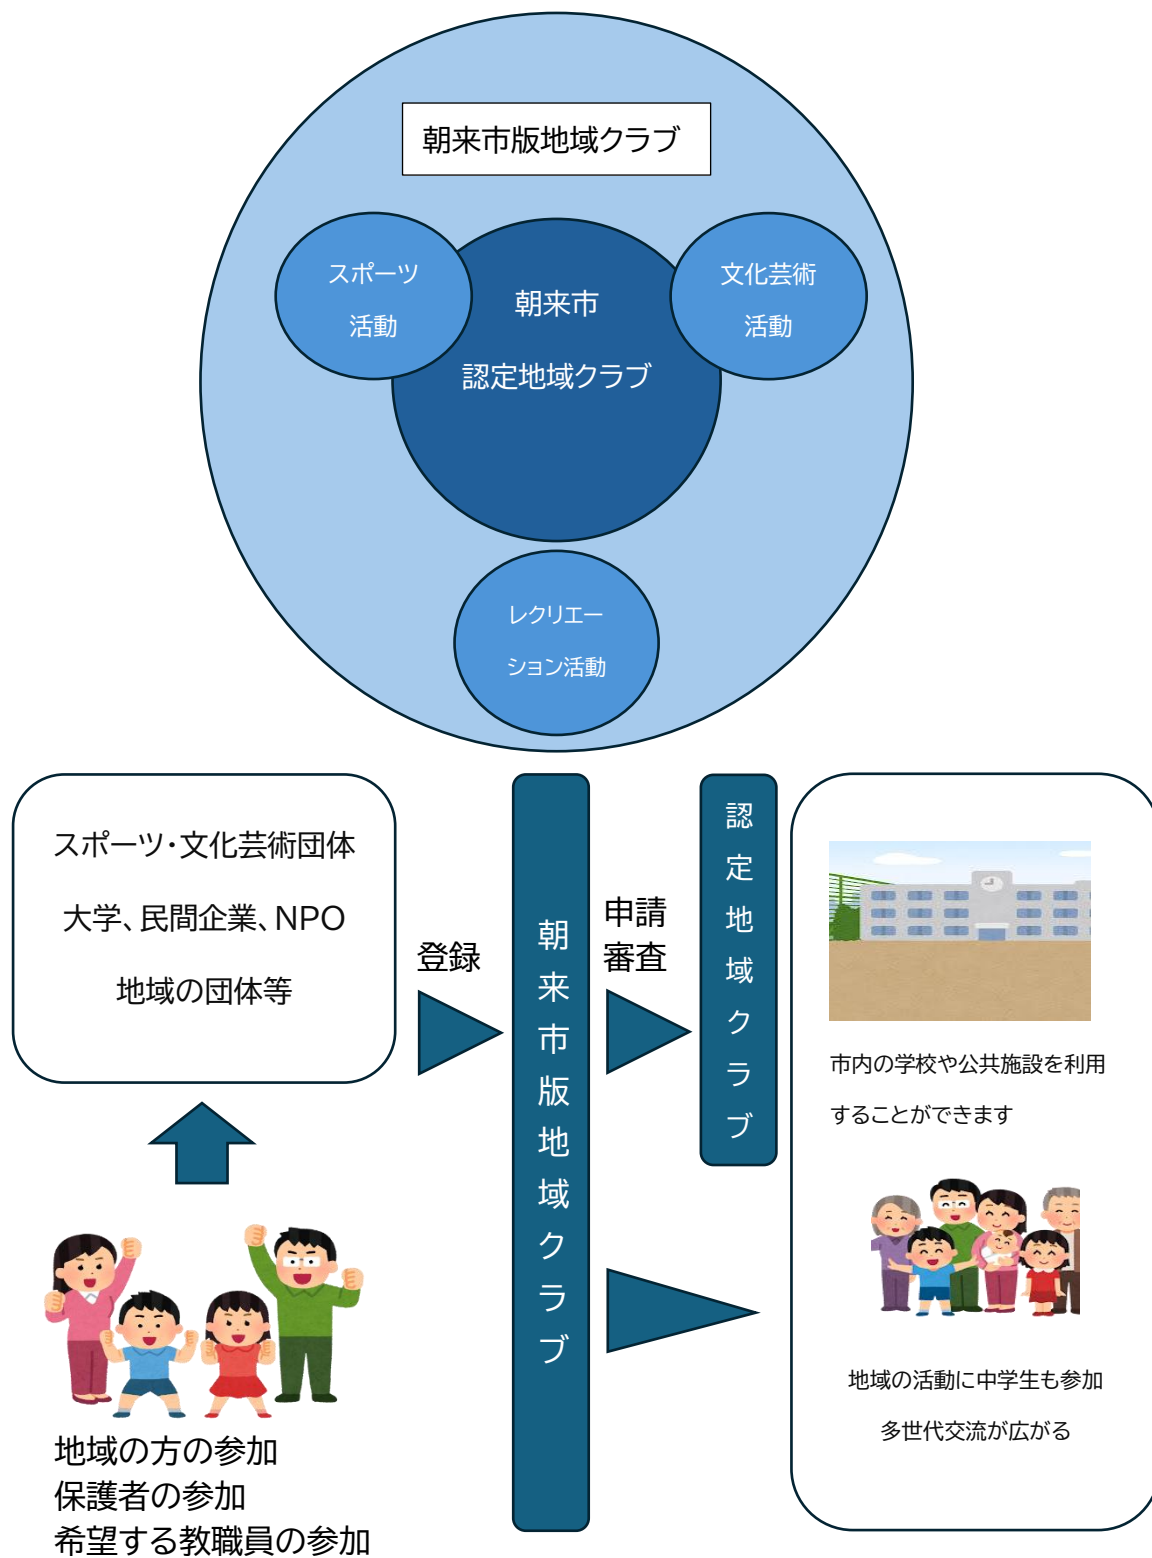 朝来市版地域クラブ
スポーツ
活動
文化芸術
活動
朝来市
認定地域クラブ
レクリエー
ション活動
スポーツ・文化芸術団体
大学、民間企業、NPO
地域の団体等
登録
朝来市版地域クラブ
申請
審査
認定地域クラブ
市内の学校や公共施設を利用
することができます
地域の活動に中学生も参加
多世代交流が広がる
地域の方の参加
保護者の参加
希望する教職員の参加